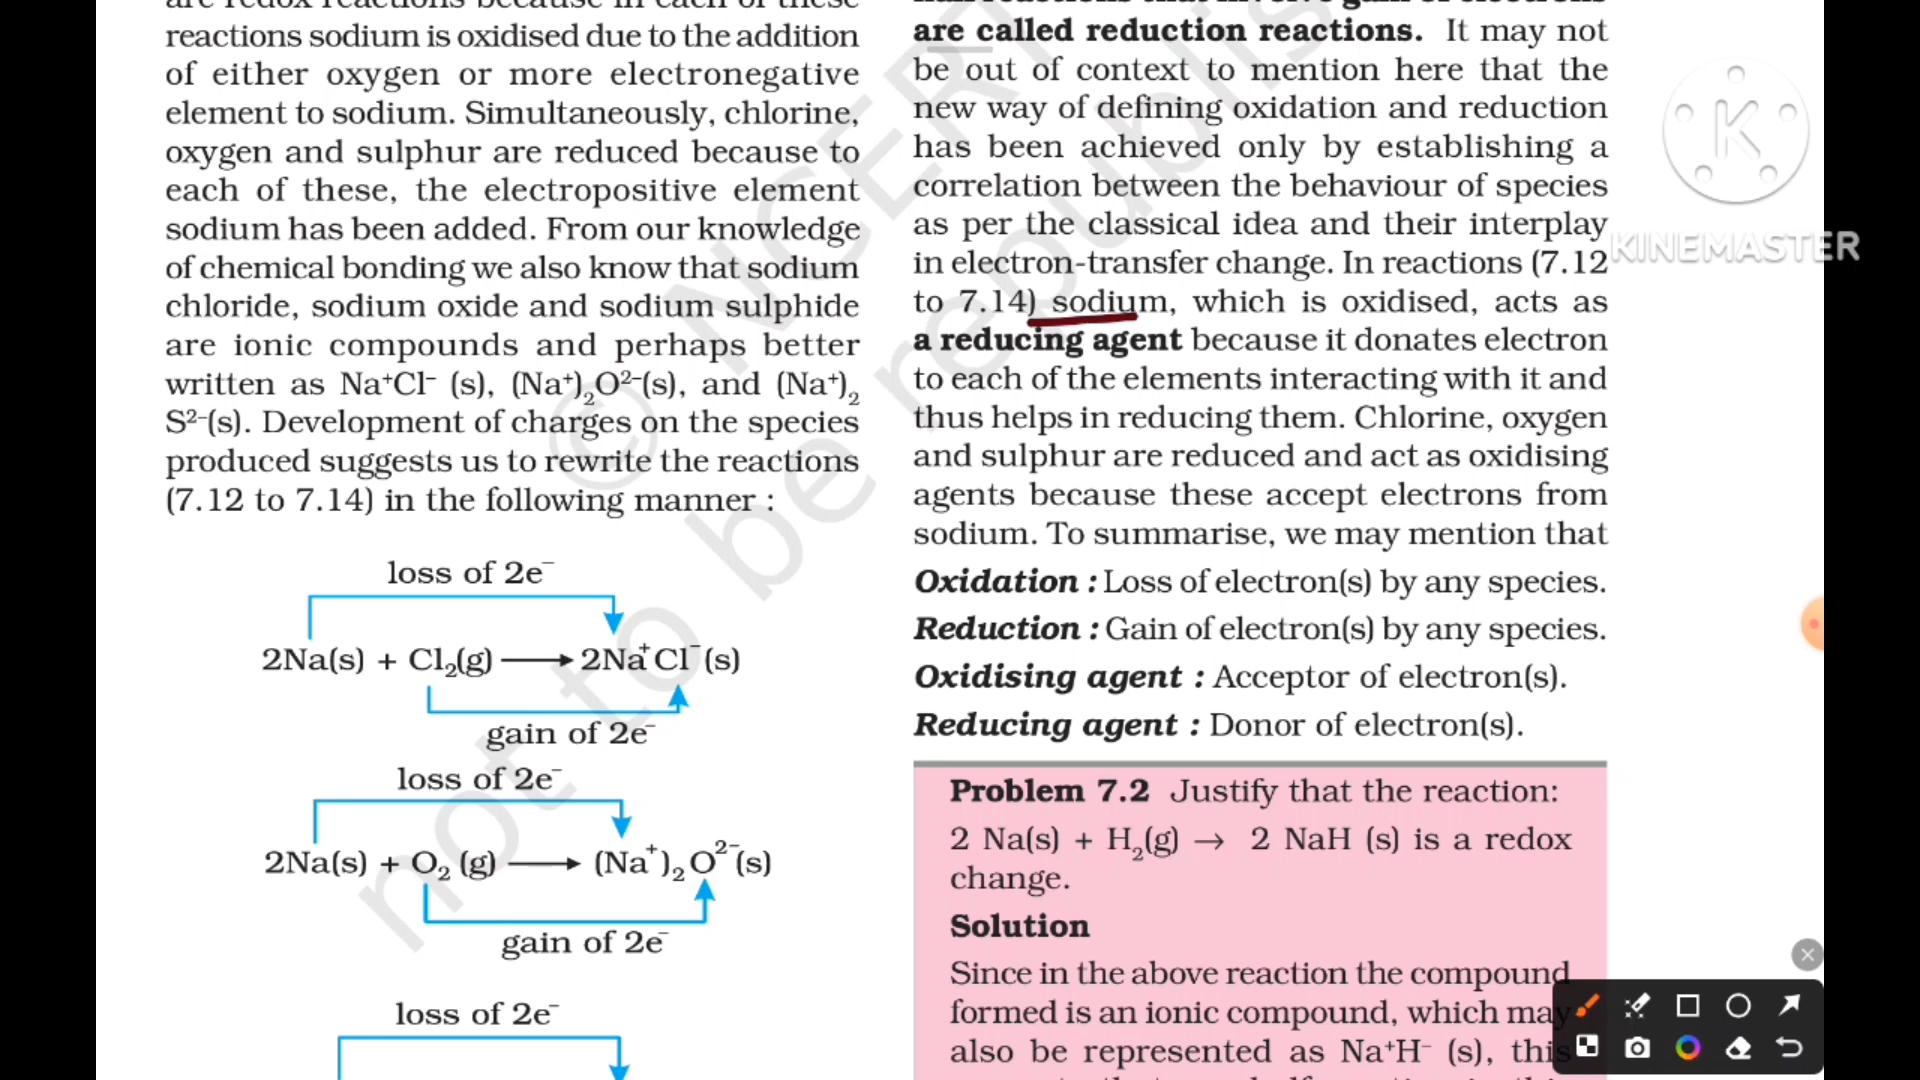 reactions sodium is oxidised due to the addition
of either oxygen or more electronegative
element to sodium. Simultaneously, chlorine,
oxygen and sulphur are reduced because to
each of these, the electropositive element
sodium has been added. From our knowledge
of chemical bonding we also know that sodium
chloride, sodium oxide and sodium sulphide
are ionic compounds and perhaps better
written as Na⁺Cl⁻ (s), (Na⁺)₂O²⁻(s), and (Na⁺)₂
S²⁻(s). Development of charges on the species
produced suggests us to rewrite the reactions
(7.12 to 7.14) in the following manner :
loss of 2e⁻
2Na(s) + Cl₂(g) ⟶ 2Na⁺Cl⁻(s)
gain of 2e⁻
loss of 2e⁻
2Na(s) + O₂ (g) ⟶ (Na⁺)₂O²⁻(s)
gain of 2e⁻
loss of 2e⁻
are called reduction reactions. It may not
be out of context to mention here that the
new way of defining oxidation and reduction
has been achieved only by establishing a
correlation between the behaviour of species
as per the classical idea and their interplay
in electron-transfer change. In reactions (7.12
to 7.14) sodium, which is oxidised, acts as
a reducing agent because it donates electron
to each of the elements interacting with it and
thus helps in reducing them. Chlorine, oxygen
and sulphur are reduced and act as oxidising
agents because these accept electrons from
sodium. To summarise, we may mention that
Oxidation : Loss of electron(s) by any species.
Reduction : Gain of electron(s) by any species.
Oxidising agent : Acceptor of electron(s).
Reducing agent : Donor of electron(s).
Problem 7.2 Justify that the reaction:
2 Na(s) + H₂(g) → 2 NaH (s) is a redox
change.
Solution
Since in the above reaction the compound
formed is an ionic compound, which may
also be represented as Na⁺H⁻ (s), this
© NCERT
not to be republis
K
KINEMASTER